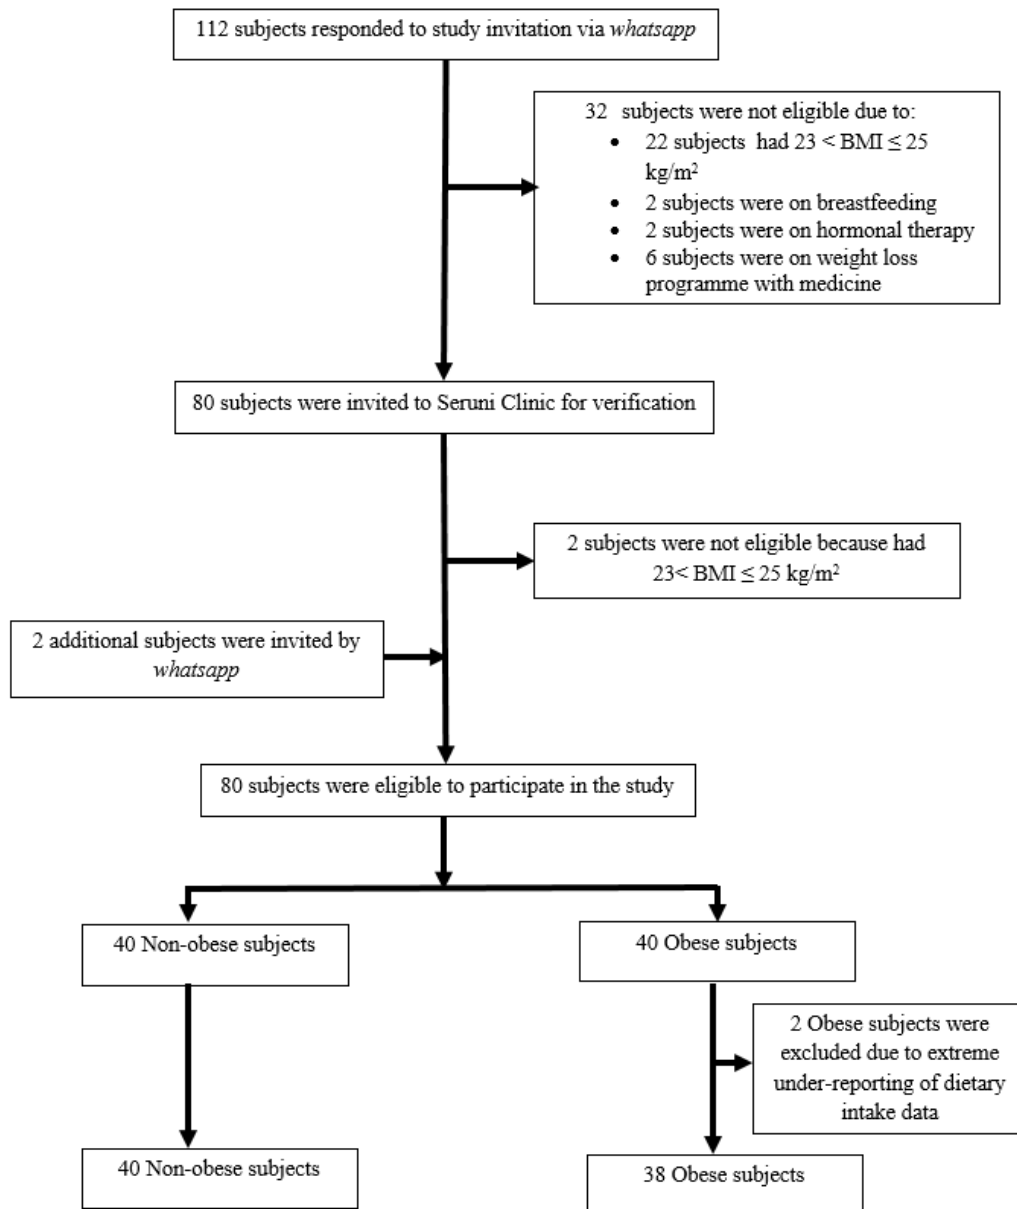 112 subjects responded to study invitation via whatsapp
32 subjects were not eligible due to:
• 22 subjects had 23 < BMI ≤ 25
kg/m²
• 2 subjects were on breastfeeding
• 2 subjects were on hormonal therapy
• 6 subjects were on weight loss
programme with medicine
80 subjects were invited to Seruni Clinic for verification
2 subjects were not eligible because had
23< BMI ≤ 25 kg/m²
2 additional subjects were invited by
whatsapp
80 subjects were eligible to participate in the study
40 Non-obese subjects
40 Obese subjects
2 Obese subjects were
excluded due to extreme
under-reporting of dietary
intake data
40 Non-obese subjects
38 Obese subjects